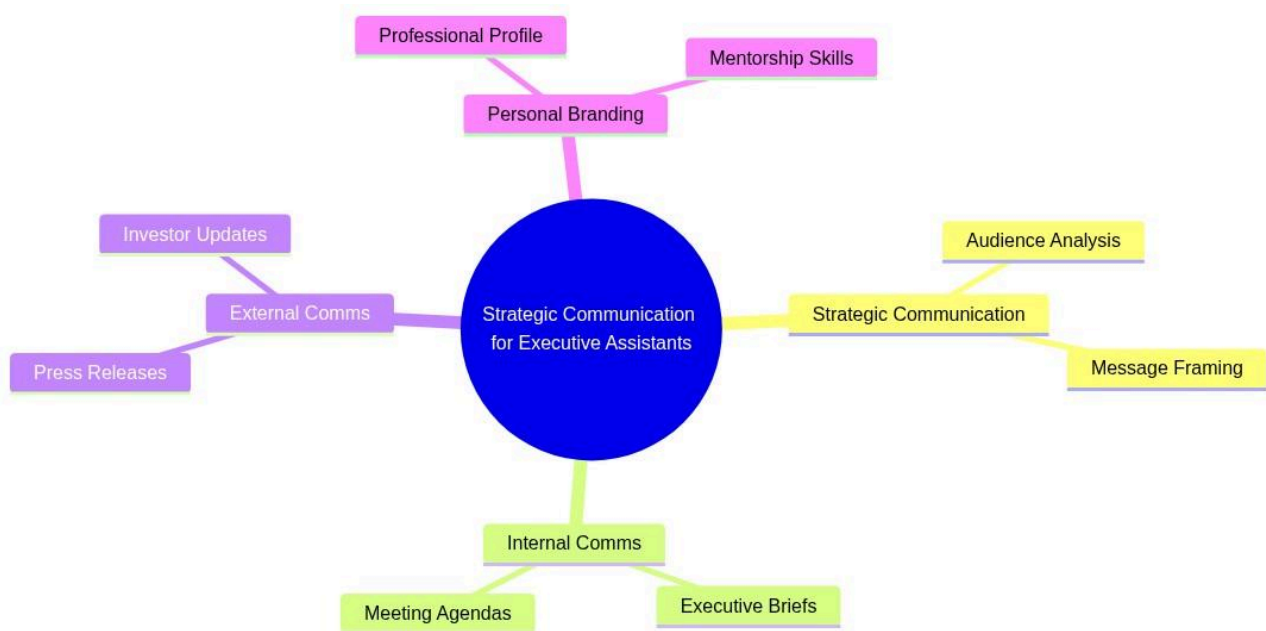 Professional Profile
Mentorship Skills
Personal Branding
Investor Updates
Audience Analysis
External Comms
Strategic Communication
for Executive Assistants
Strategic Communication
Press Releases
Message Framing
Internal Comms
Meeting Agendas
Executive Briefs